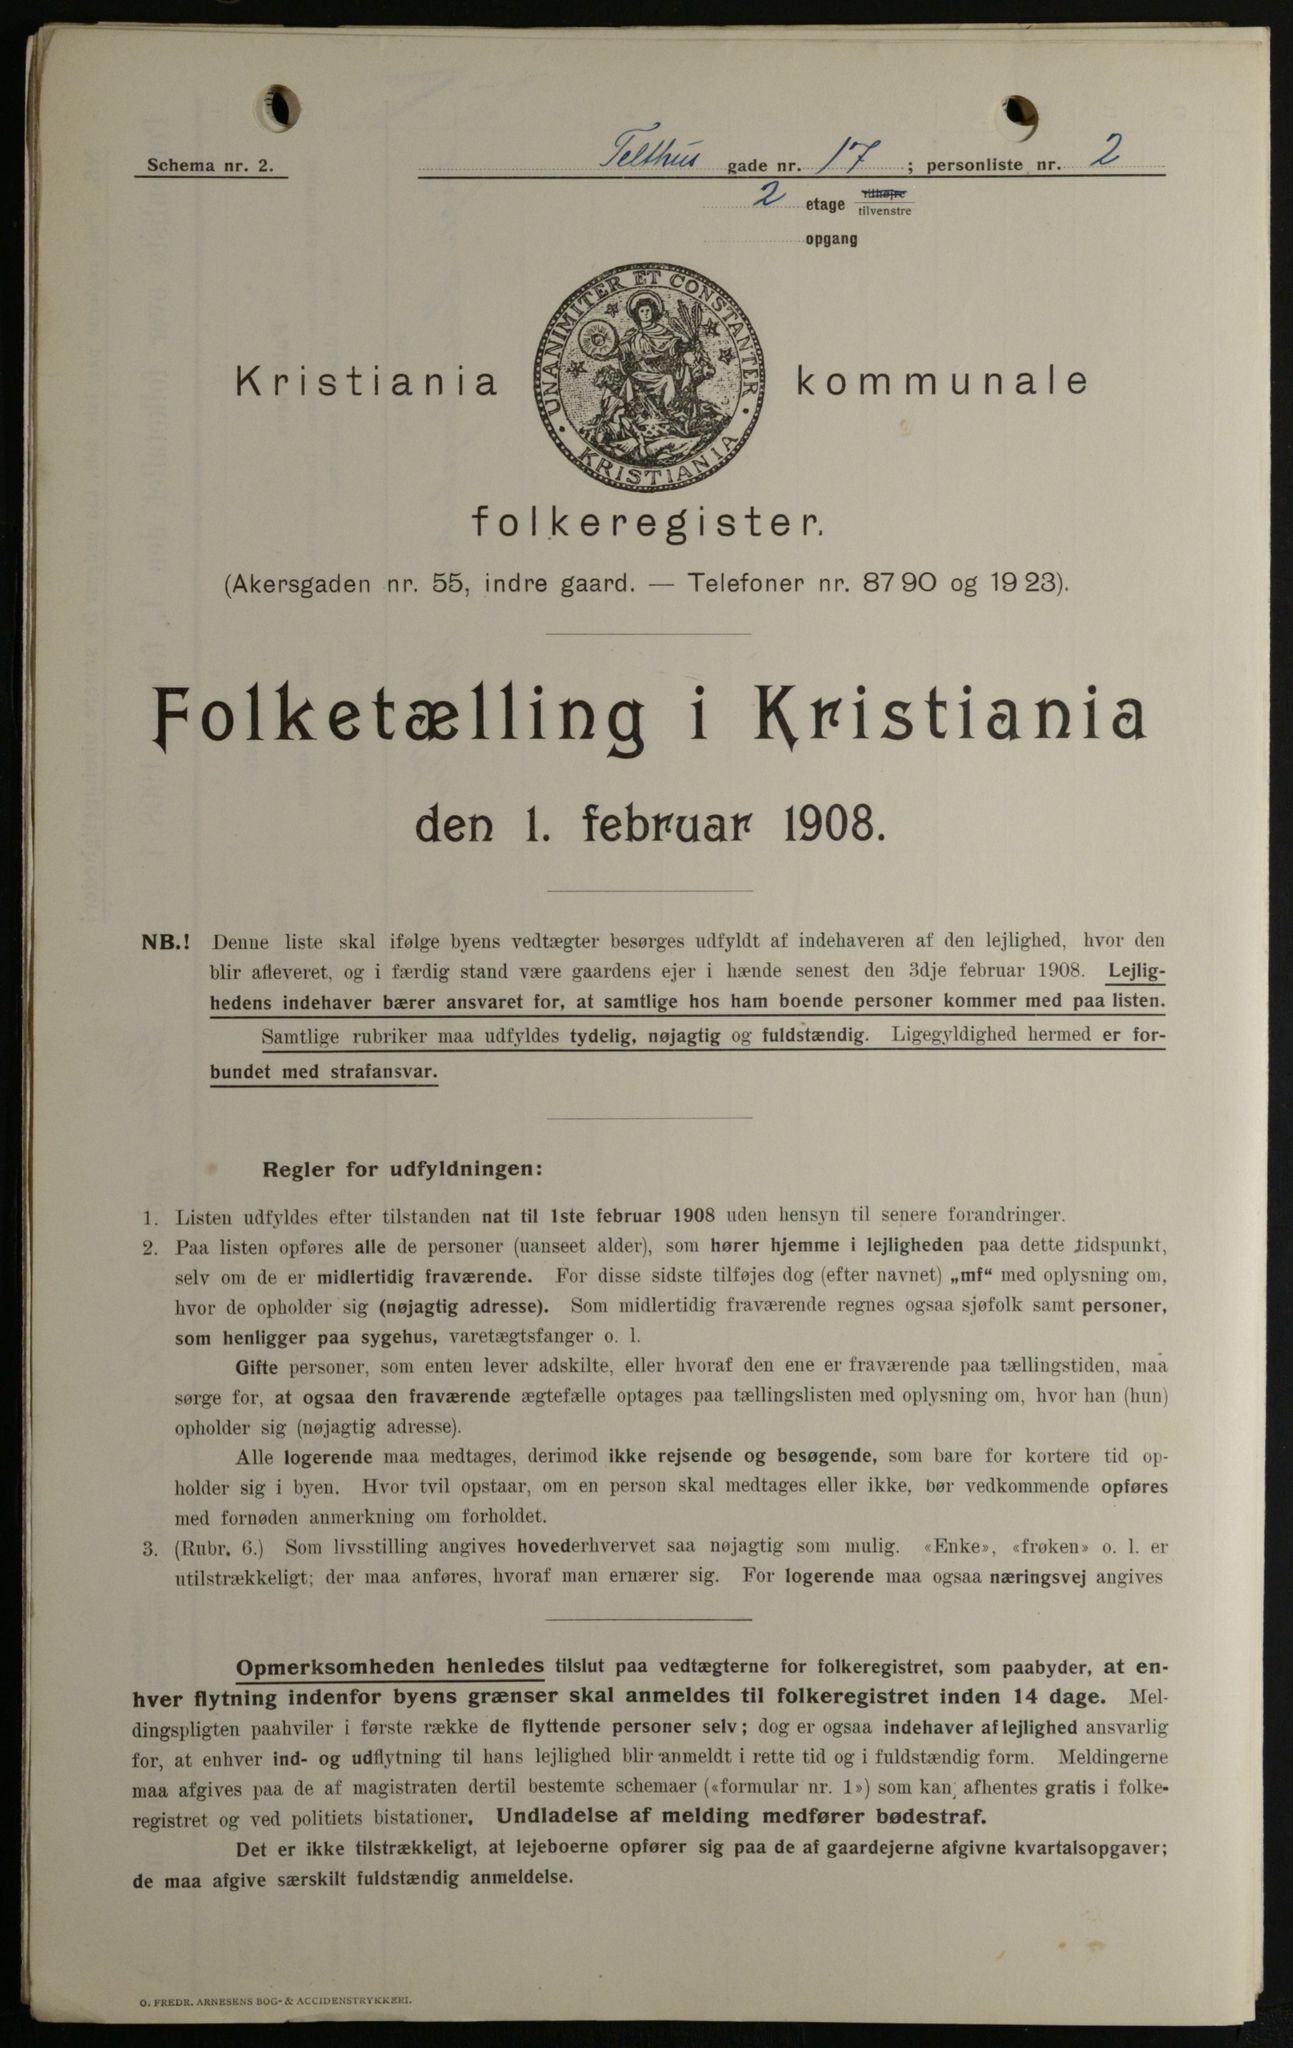 Schema nr. 2.
Telthus gade nr. 17 ; personliste nr. 2
2 etage tilhøjre tilvenstre
opgang
UNANIMITER ET CONSTANTER
KRISTIANIA
Kristiania kommunale
folkeregister.
(Akersgaden nr. 55, indre gaard. — Telefoner nr. 87 90 og 19 23).
Folketælling i Kristiania
den 1. februar 1908.
NB.! Denne liste skal ifølge byens vedtægter besørges udfyldt af indehaveren af den lejlighed, hvor den
blir afleveret, og i færdig stand være gaardens ejer i hænde senest den 3dje februar 1908. Lejlig-
hedens indehaver bærer ansvaret for, at samtlige hos ham boende personer kommer med paa listen.
Samtlige rubriker maa udfyldes tydelig, nøjagtig og fuldstændig. Ligegyldighed hermed er for-
bundet med strafansvar.
Regler for udfyldningen:
1. Listen udfyldes efter tilstanden nat til 1ste februar 1908 uden hensyn til senere forandringer.
2. Paa listen opføres alle de personer (uanseet alder), som hører hjemme i lejligheden paa dette tidspunkt,
selv om de er midlertidig fraværende. For disse sidste tilføjes dog (efter navnet) „mf“ med oplysning om,
hvor de opholder sig (nøjagtig adresse). Som midlertidig fraværende regnes ogsaa sjøfolk samt personer,
som henligger paa sygehus, varetægtsfanger o. l.
Gifte personer, som enten lever adskilte, eller hvoraf den ene er fraværende paa tællingstiden, maa
sørge for, at ogsaa den fraværende ægtefælle optages paa tællingslisten med oplysning om, hvor han (hun)
opholder sig (nøjagtig adresse).
Alle logerende maa medtages, derimod ikke rejsende og besøgende, som bare for kortere tid op-
holder sig i byen. Hvor tvil opstaar, om en person skal medtages eller ikke, bør vedkommende opføres
med fornøden anmerkning om forholdet.
3. (Rubr. 6.) Som livsstilling angives hovederhvervet saa nøjagtig som mulig. «Enke», «frøken» o. l. er
utilstrækkeligt; der maa anføres, hvoraf man ernærer sig. For logerende maa ogsaa næringsvej angives
Opmerksomheden henledes tilslut paa vedtægterne for folkeregistret, som paabyder, at en-
hver flytning indenfor byens grænser skal anmeldes til folkeregistret inden 14 dage. Mel-
dingspligten paahviler i første række de flyttende personer selv; dog er ogsaa indehaver af lejlighed ansvarlig
for, at enhver ind- og udflytning til hans lejlighed blir anmeldt i rette tid og i fuldstændig form. Meldingerne
maa afgives paa de af magistraten dertil bestemte schemaer («formular nr. 1») som kan afhentes gratis i folke-
registret og ved politiets bistationer. Undladelse af melding medfører bødestraf.
Det er ikke tilstrækkeligt, at lejeboerne opfører sig paa de af gaardejerne afgivne kvartalsopgaver;
de maa afgive særskilt fuldstændig anmeldelse.
O. FREDR. ARNESENS BOG- & ACCIDENSTRYKKERI.